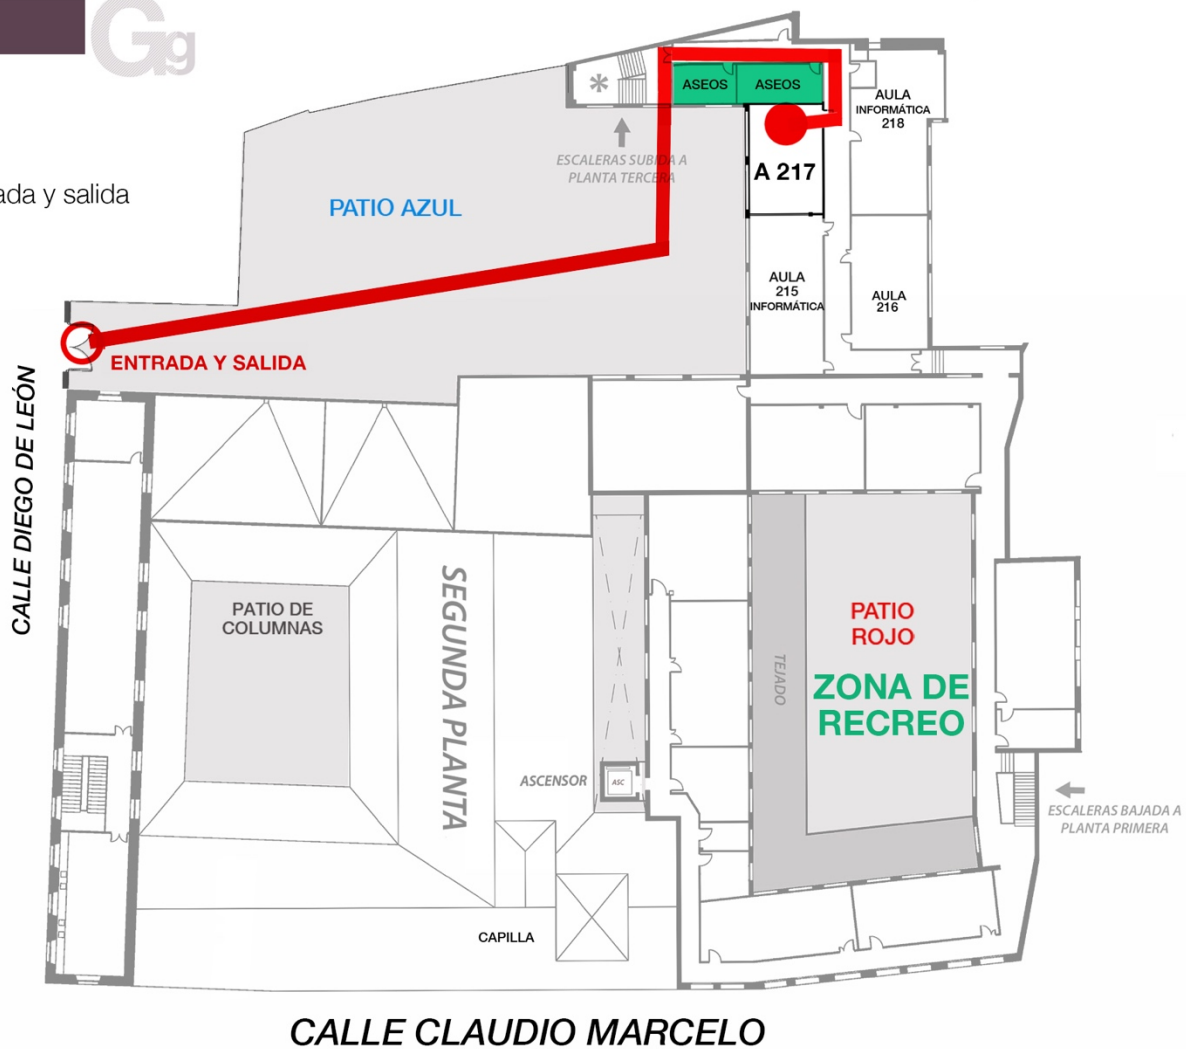 Gg
ada y salida
ASEOS
ASEOS
AULA
INFORMÁTICA
218
*
ESCALERAS SUBIDA A
PLANTA TERCERA
A 217
PATIO AZUL
AULA
215
INFORMÁTICA
AULA
216
ENTRADA Y SALIDA
CALLE DIEGO DE LEÓN
PATIO DE
COLUMNAS
SEGUNDA PLANTA
PATIO
ROJO
TEJADO
ZONA DE
RECREO
ASCENSOR
ASC
ESCALERAS BAJADA A
PLANTA PRIMERA
CAPILLA
CALLE CLAUDIO MARCELO